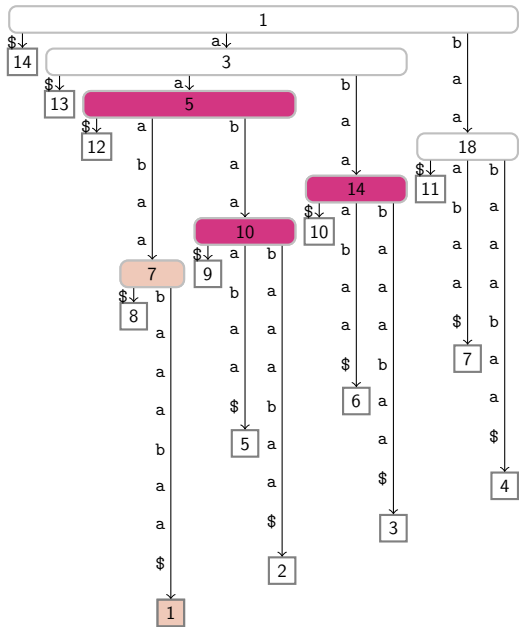 1
$ a b
14 3 a
$ a b
13 5 a
$ a b a a
12 18
b a a $ a b
14 11
a a $ a b b a
10 10
a $ a b b a a a
7 9
$ b b a a a a a
8
a a a a a $ b
7
a a a $ b a
6
a $ b a a
5
b a a $
4
a a $
a $ 3
$ 2
1